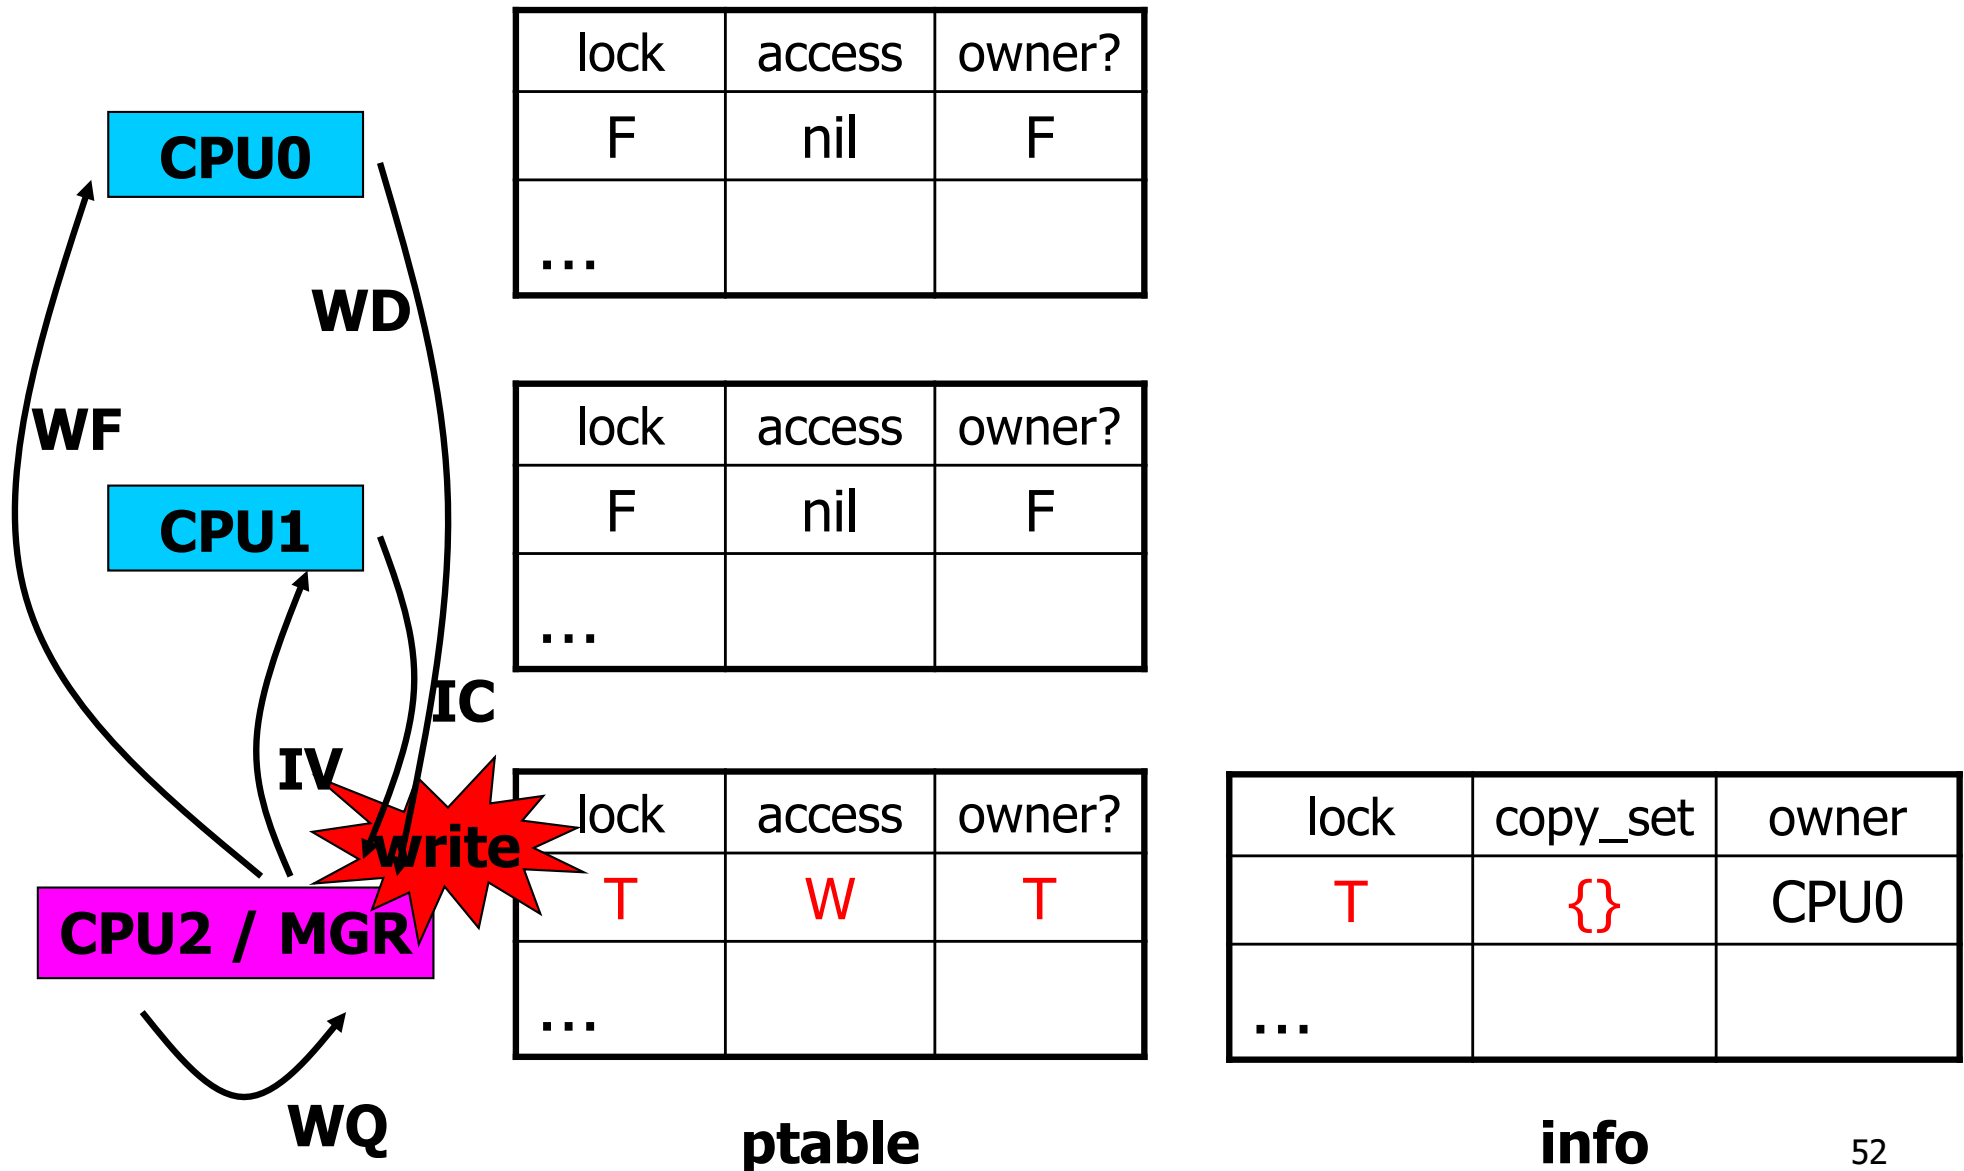 lock access owner?
F nil F
...
CPU0
WD
WF
lock access owner?
F nil F
...
CPU1
IC
IV
write
lock access owner?
T W T
...
lock copy_set owner
T {} CPU0
...
CPU2 / MGR
WQ
ptable
info
52